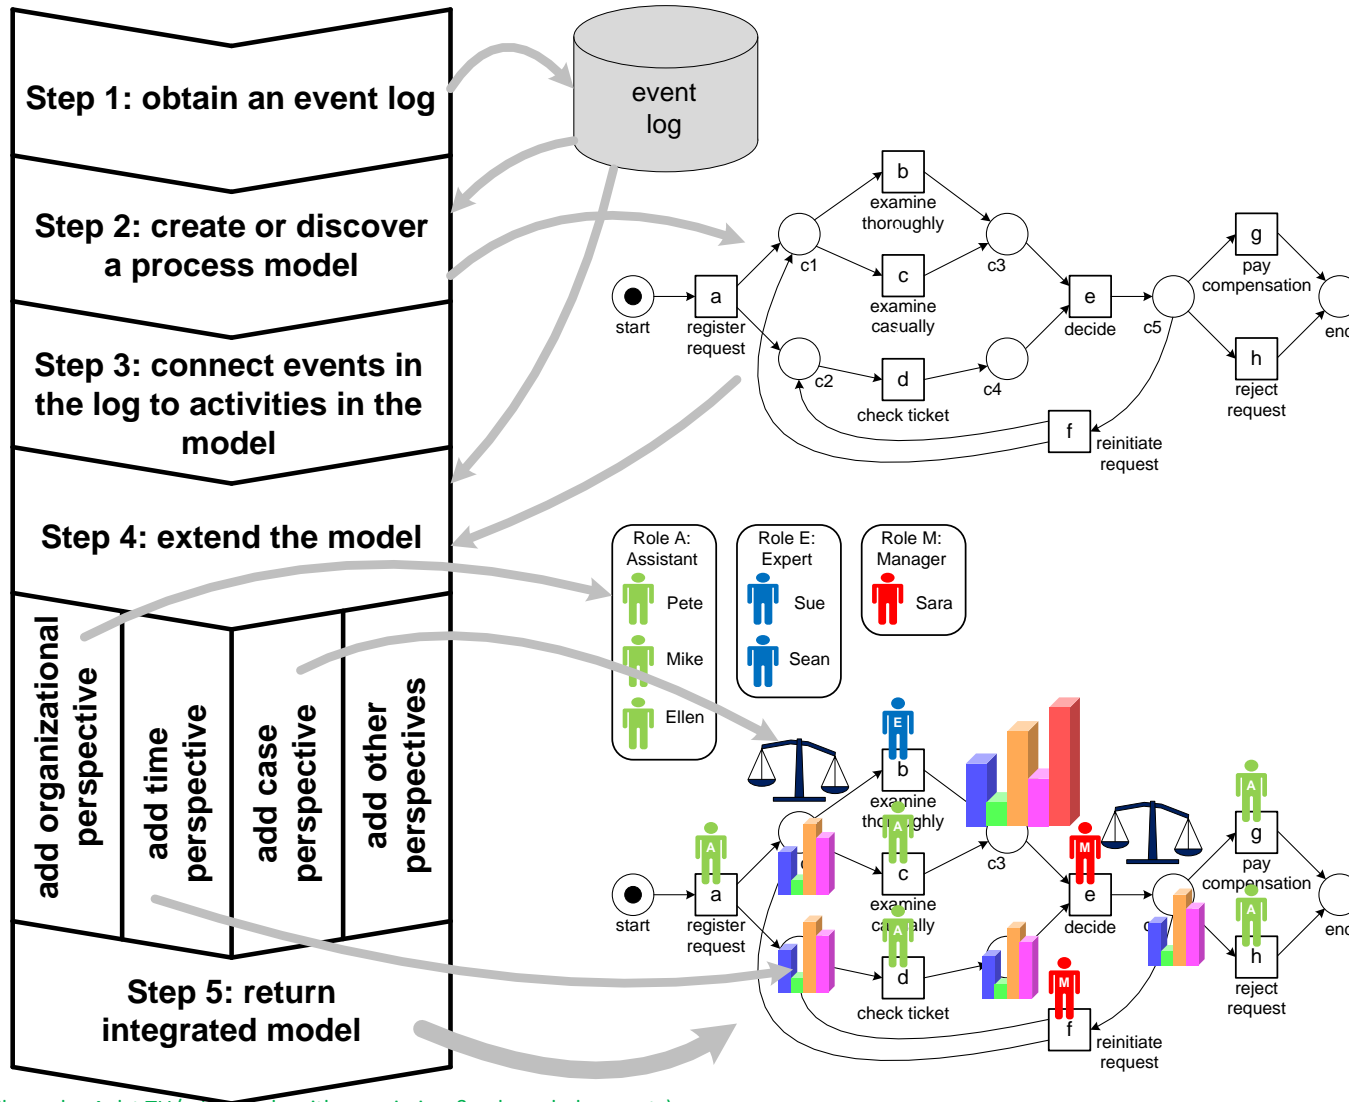 Step 1: obtain an event log
Step 2: create or discover
a process model
Step 3: connect events in
the log to activities in the
model
Step 4: extend the model
add organizational
perspective
add time
perspective
add case
perspective
add other
perspectives
Step 5: return
integrated model
event
log
start
a
register
request
c1
c2
b
examine
thoroughly
c
examine
casually
d
check ticket
c3
c4
e
decide
c5
f
reinitiate
request
g
pay
compensation
h
reject
request
end
Role A:
Assistant
Pete
Mike
Ellen
Role E:
Expert
Sue
Sean
Role M:
Manager
Sara
start
A
a
register
request
E
b
examine
thoroughly
A
c
examine
A
d
check ticket
c3
M
e
decide
M
f
reinitiate
request
A
g
pay
compensation
A
h
reject
request